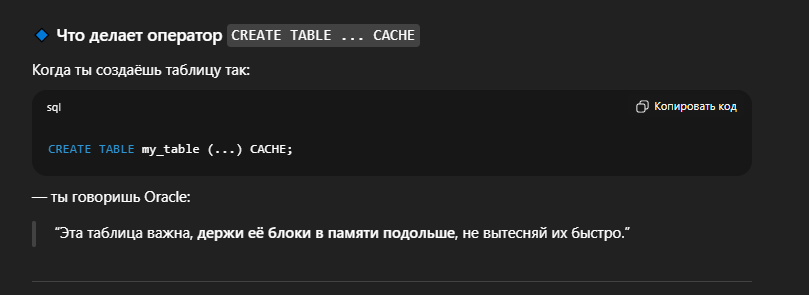 Что делает оператор CREATE TABLE ... CACHE
Когда ты создаёшь таблицу так:
sql
Копировать код
CREATE TABLE my_table (...) CACHE;
— ты говоришь Oracle:
“Эта таблица важна, держи её блоки в памяти подольше, не вытесняй их быстро.”